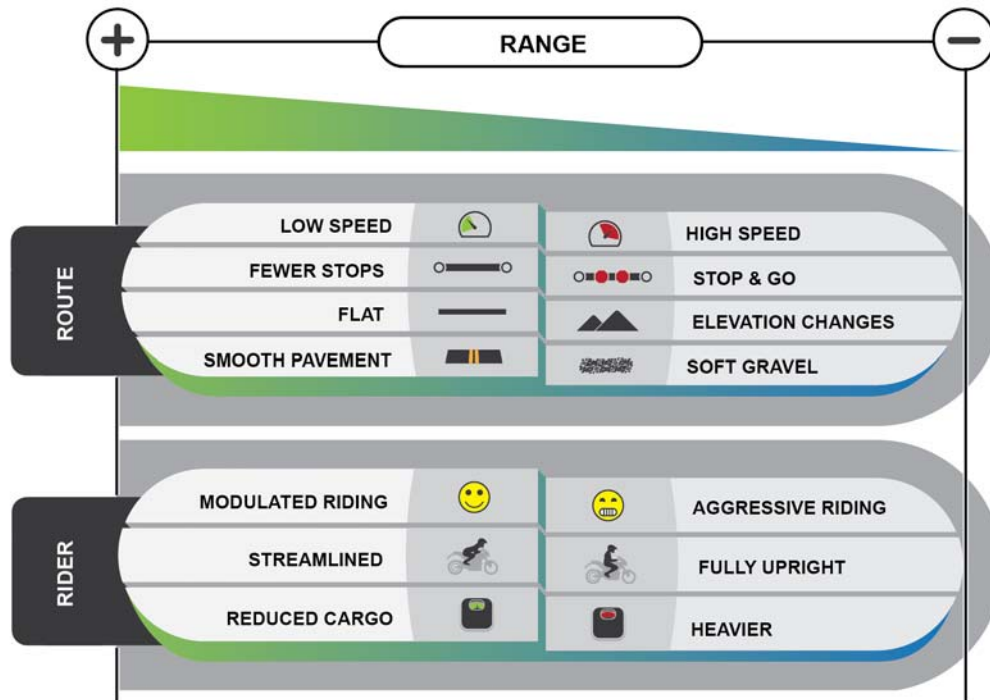 +
RANGE
−
ROUTE
LOW SPEED
HIGH SPEED
FEWER STOPS
STOP & GO
FLAT
ELEVATION CHANGES
SMOOTH PAVEMENT
SOFT GRAVEL
RIDER
MODULATED RIDING
AGGRESSIVE RIDING
STREAMLINED
FULLY UPRIGHT
REDUCED CARGO
HEAVIER